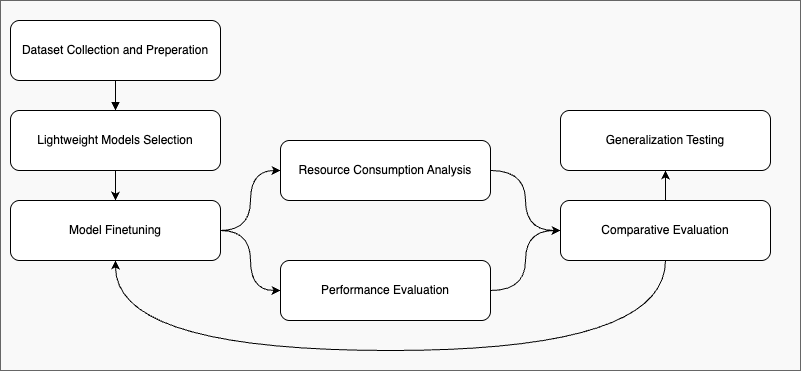 Dataset Collection and Preperation
Lightweight Models Selection
Model Finetuning
Resource Consumption Analysis
Performance Evaluation
Generalization Testing
Comparative Evaluation